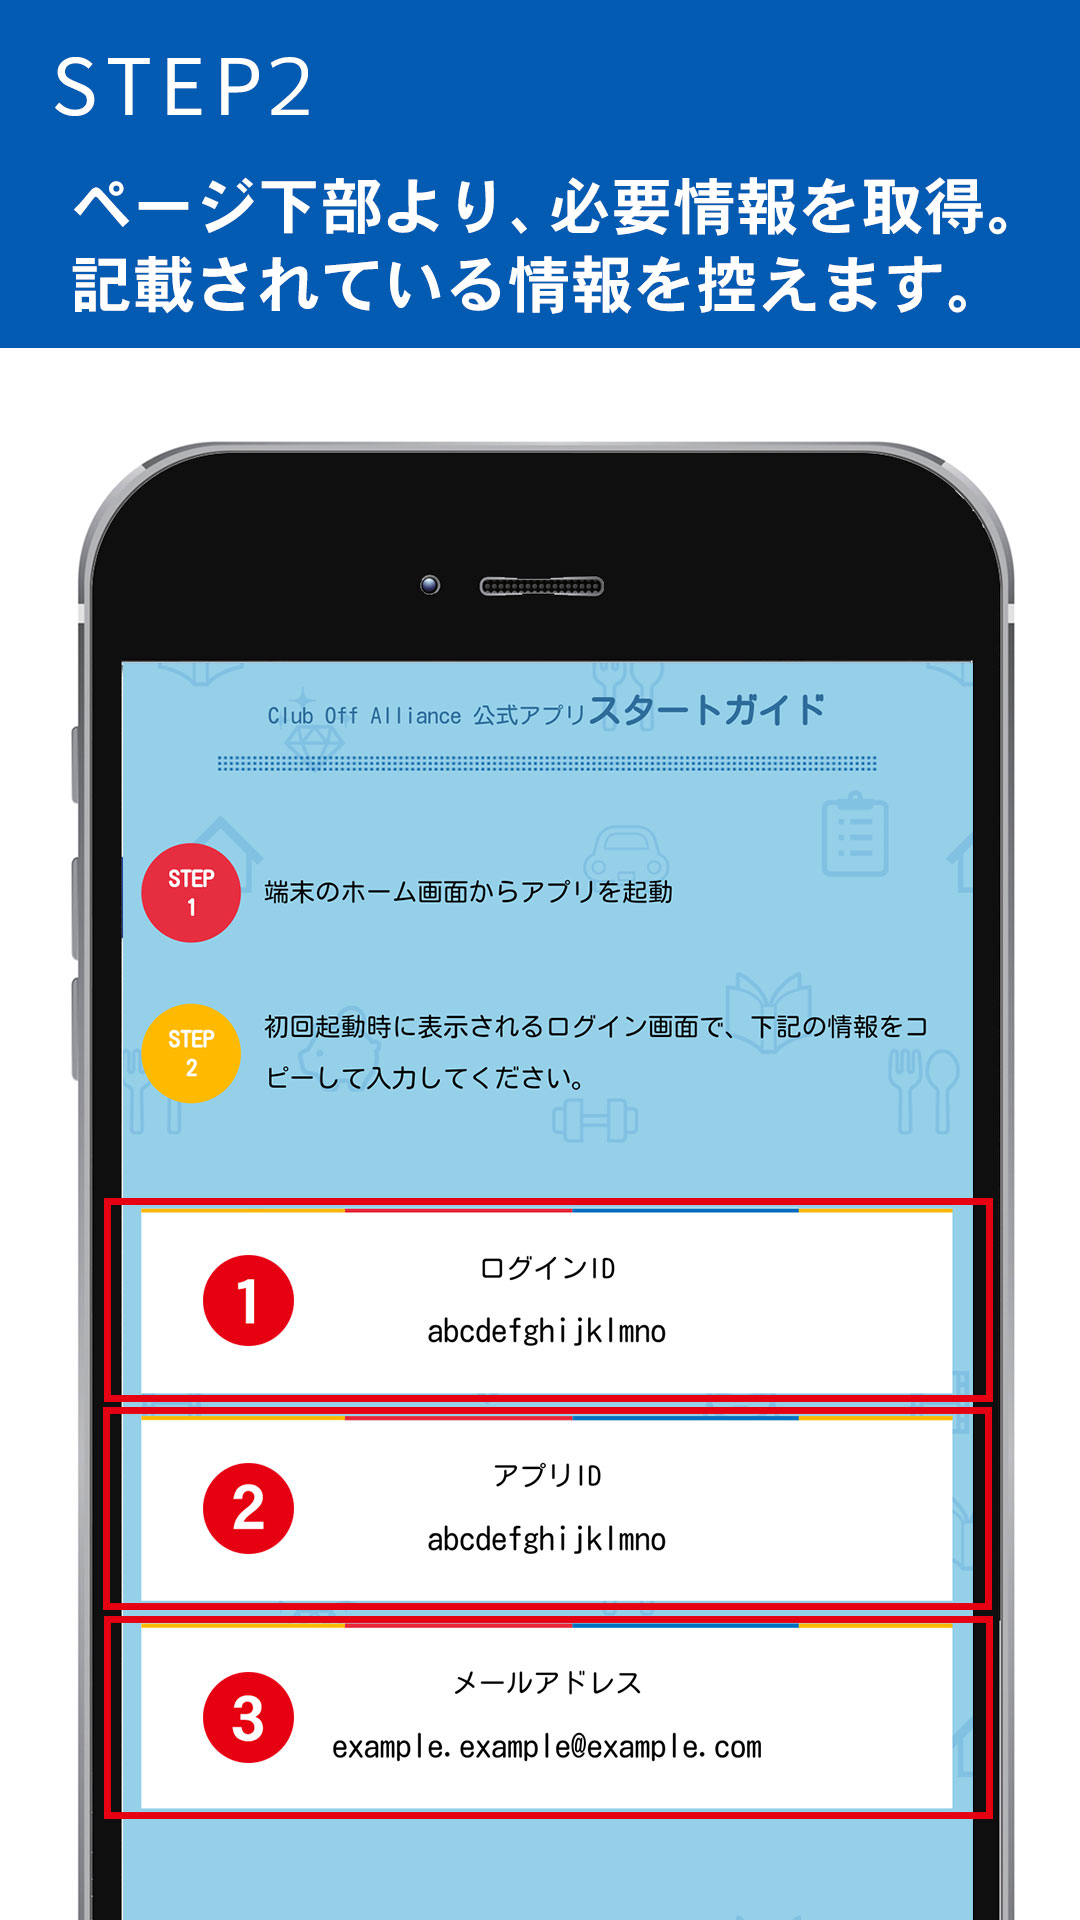 STEP2
ページ下部より、必要情報を取得。
記載されている情報を控えます。
Club Off Alliance 公式アプリスタートガイド
STEP
1
端末のホーム画面からアプリを起動
STEP
2
初回起動時に表示されるログイン画面で、下記の情報をコ
ピーして入力してください。
1
ログインID
abcdefghijklmno
2
アプリID
abcdefghijklmno
3
メールアドレス
example.example@example.com